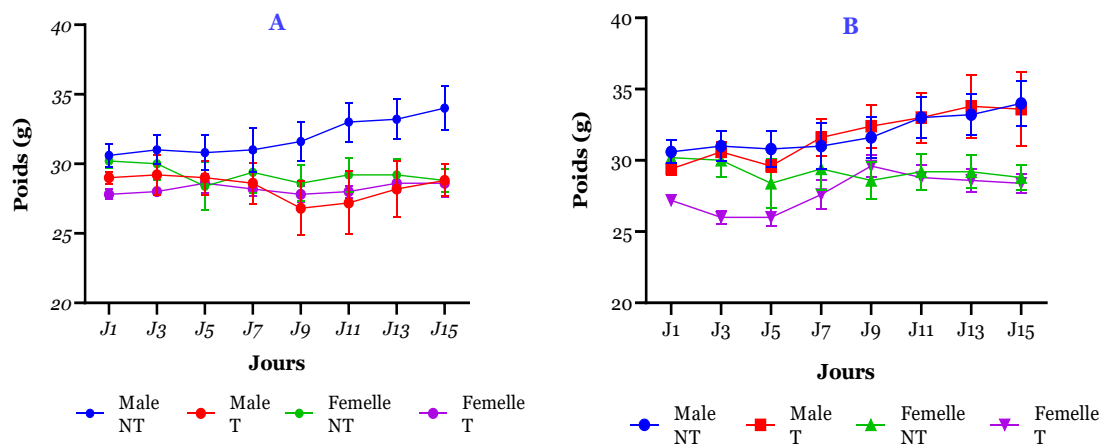 A
Poids (g)
40
35
30
25
20
J1 J3 J5 J7 J9 J11 J13 J15
Jours
Male NT
Male T
Femelle NT
Femelle T
B
Poids (g)
40
35
30
25
20
J1 J3 J5 J7 J9 J11 J13 J15
Jours
Male NT
Male T
Femelle NT
Femelle T